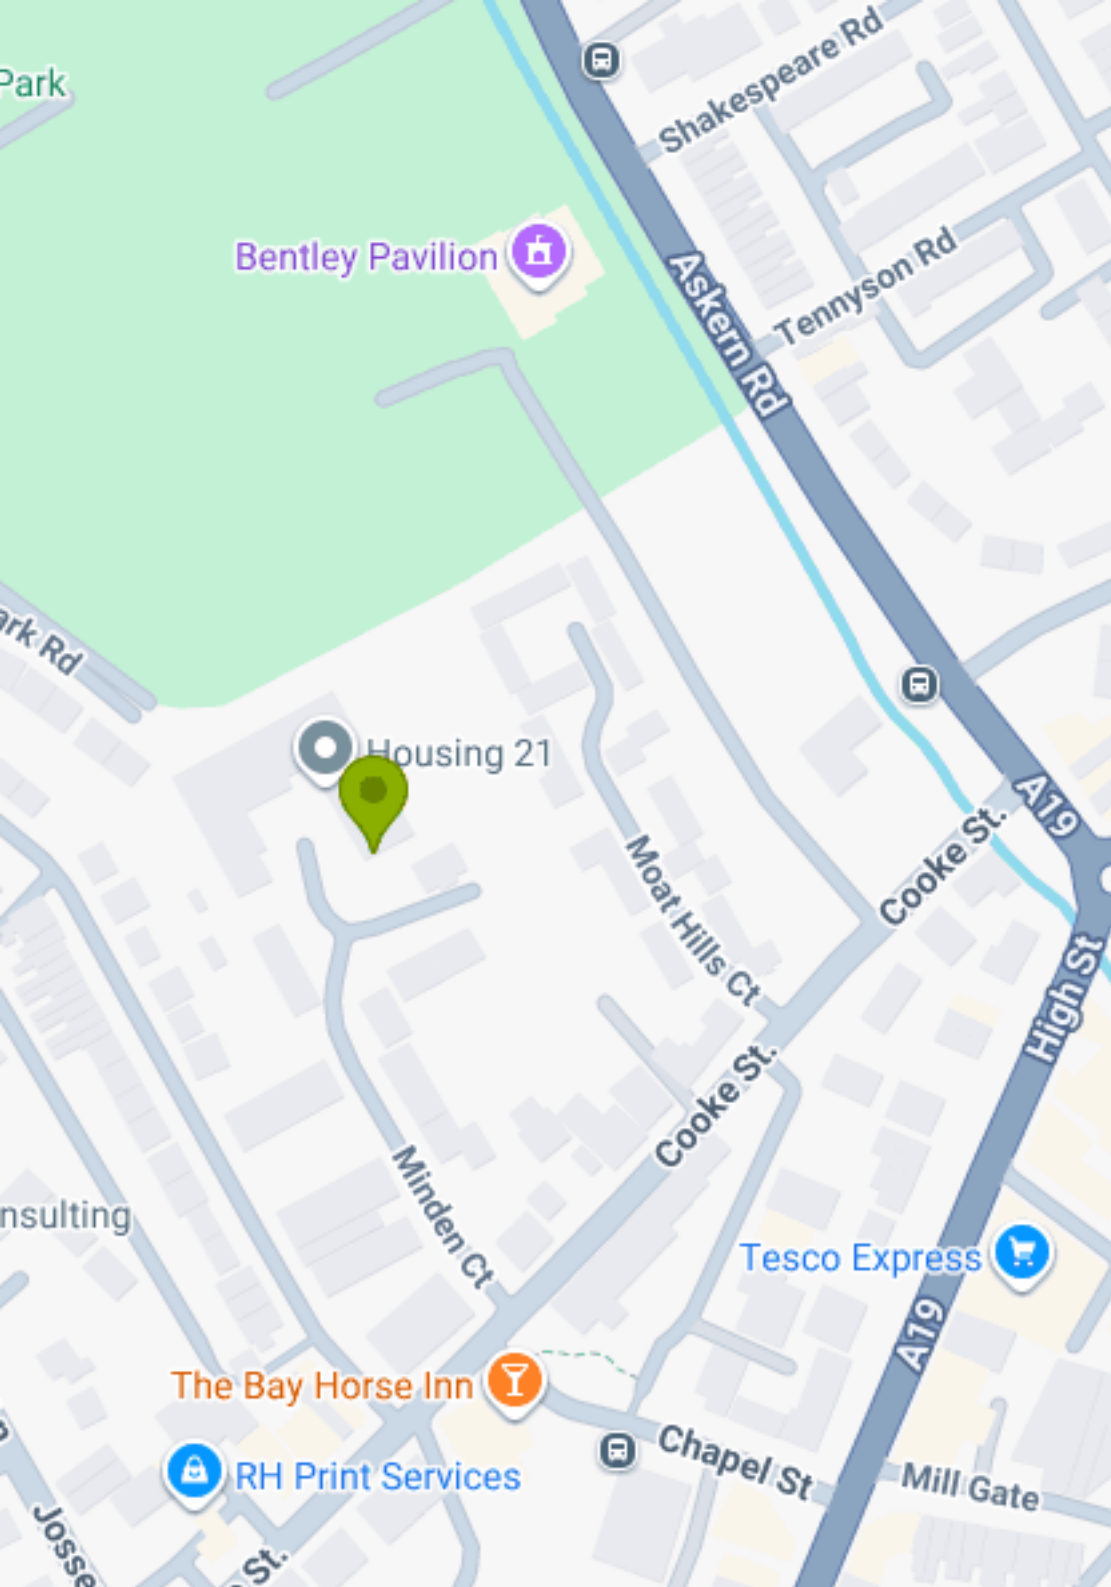 Park
Shakespeare Rd
Bentley Pavilion
Tennyson Rd
Askern Rd
ark Rd
Housing 21
A19
Cooke St.
Moat Hills Ct
High St
Cooke St.
Minden Ct
nsulting
Tesco Express
A19
The Bay Horse Inn
Chapel St
RH Print Services
Mill Gate
Josse
St.